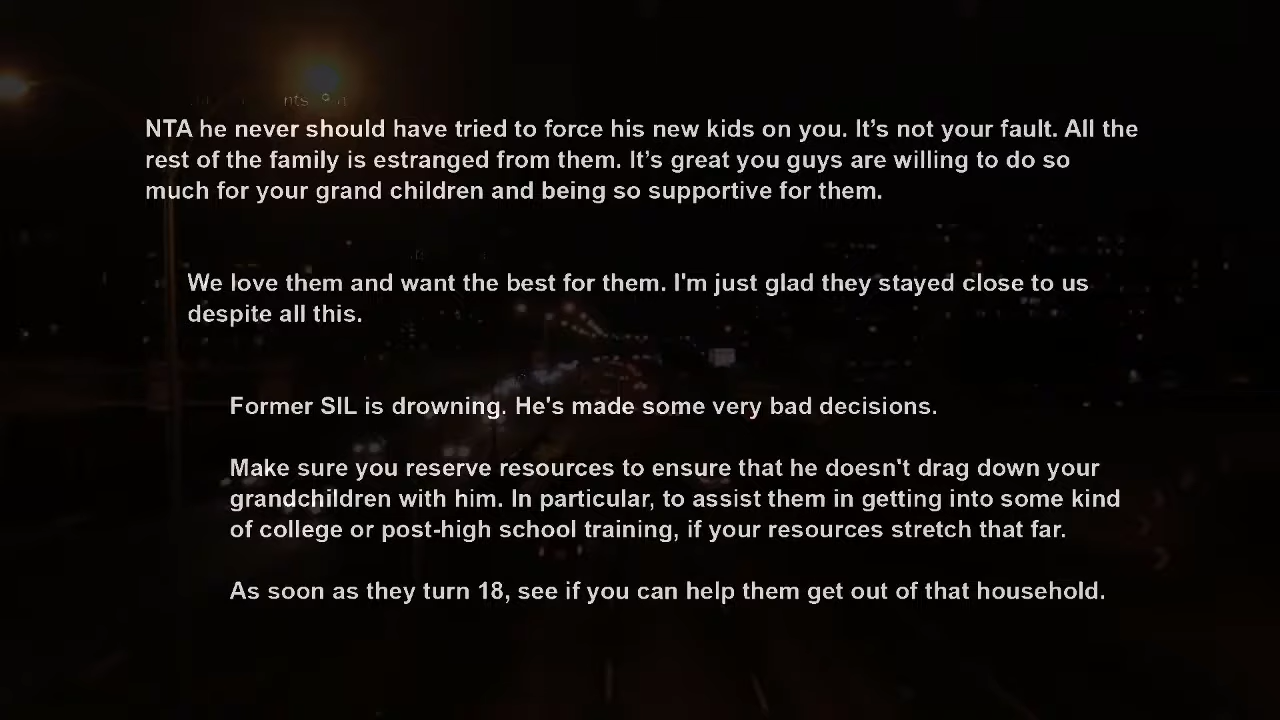 NTA he never should have tried to force his new kids on you. It’s not your fault. All the
rest of the family is estranged from them. It’s great you guys are willing to do so
much for your grand children and being so supportive for them.
We love them and want the best for them. I'm just glad they stayed close to us
despite all this.
Former SIL is drowning. He's made some very bad decisions.
Make sure you reserve resources to ensure that he doesn't drag down your
grandchildren with him. In particular, to assist them in getting into some kind
of college or post-high school training, if your resources stretch that far.
As soon as they turn 18, see if you can help them get out of that household.